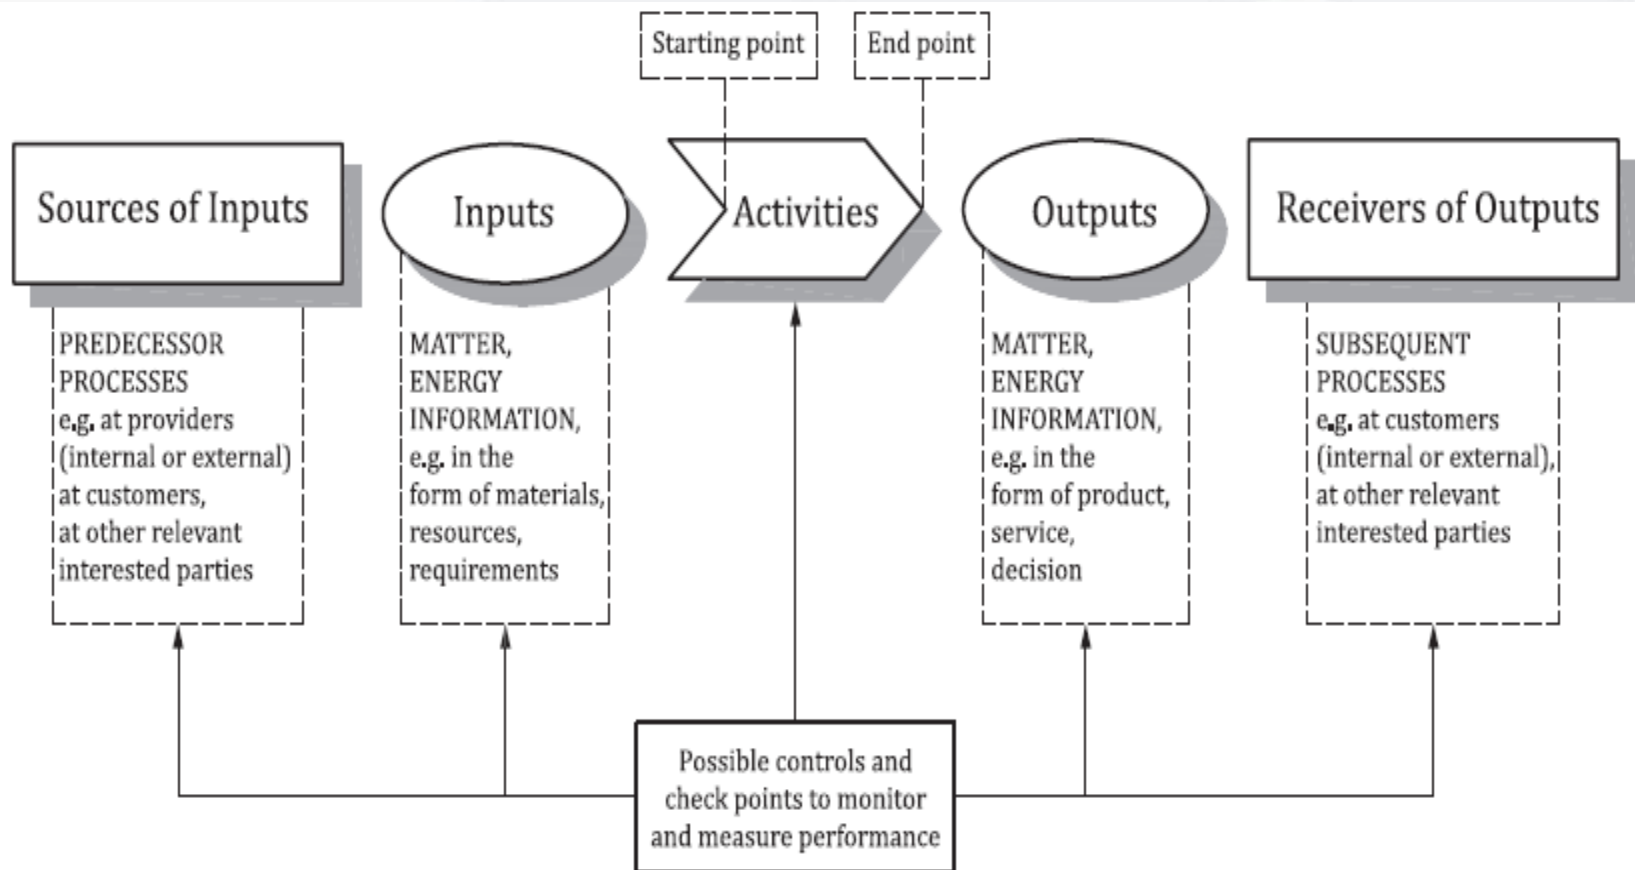 Starting point
End point
Sources of Inputs
Inputs
Activities
Outputs
Receivers of Outputs
PREDECESSOR
PROCESSES
e.g. at providers
(internal or external)
at customers,
at other relevant
interested parties
MATTER,
ENERGY
INFORMATION,
e.g. in the
form of materials,
resources,
requirements
MATTER,
ENERGY
INFORMATION,
e.g. in the
form of product,
service,
decision
SUBSEQUENT
PROCESSES
e.g. at customers
(internal or external),
at other relevant
interested parties
Possible controls and
check points to monitor
and measure performance